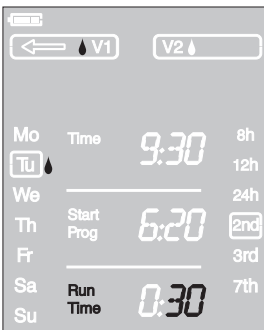 V1 V2
Mo Time 9:30 8h
Tu 12h
We 24h
Th Start Prog 6:20 2nd
Fr 3rd
Sa Run Time 0:30 7th
Su